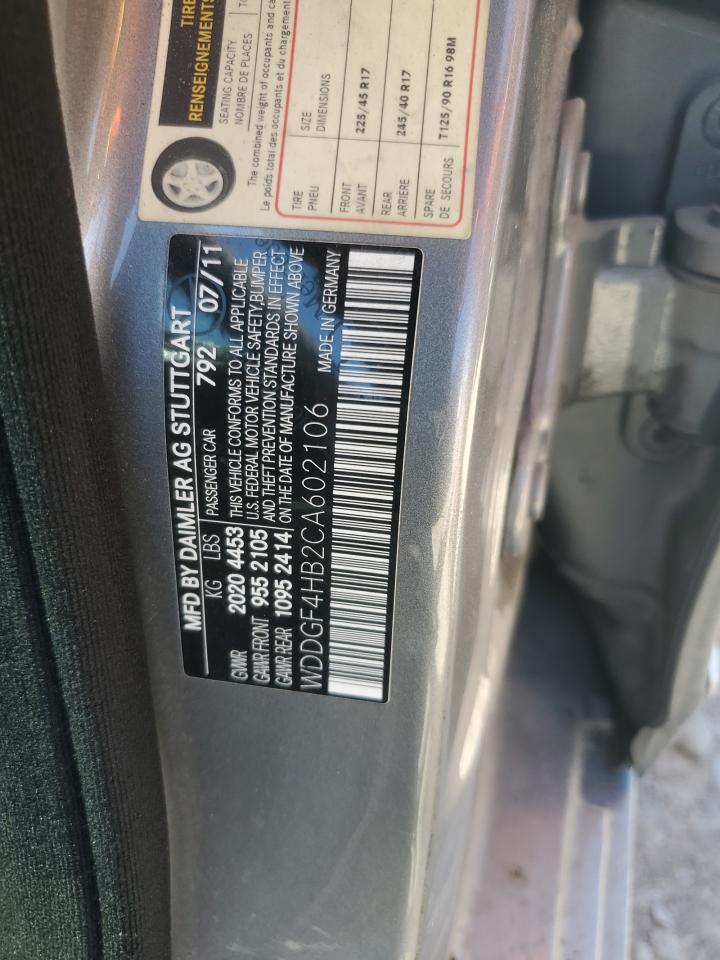 TIRE
RENSEIGNEMENTS
SEATING CAPACITY
NOMBRE DE PLACES
The combined weight of occupants and
Le poids total des occupants et du chargement
TIRE SIZE
PNEU DIMENSIONS
FRONT 225/45 R17
AVANT
REAR 245/40 R17
ARRIÈRE
SPARE T125/90 R16 98M
DE SECOURS
MFD BY DAIMLER AG STUTTGART
KG LBS PASSENGER CAR 792 07/11
GVWR 2020 4453 THIS VEHICLE CONFORMS TO ALL APPLICABLE
GAWR FRONT 955 2105 U.S. FEDERAL MOTOR VEHICLE SAFETY, BUMPER
GAWR REAR 1095 2414 AND THEFT PREVENTION STANDARDS IN EFFECT
ON THE DATE OF MANUFACTURE SHOWN ABOVE
WDDGF4HB2CA602106 MADE IN GERMANY